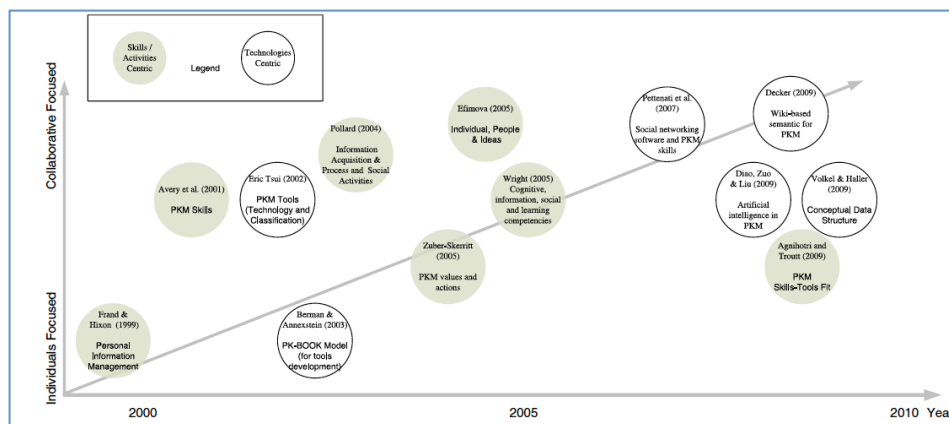 Skills /
Activities
Centric
Legend
Technologies
Centric
Collaborative Focused
Individuals Focused
Frand &
Hixon (1999)
Personal
Information
Management
Avery et al. (2001)
PKM Skills
Eric Tsui (2002)
PKM Tools
(Technology and
Classification)
Berman &
Annexstein (2003)
PK-BOOK Model
(for tools
development)
Pollard (2004)
Information
Acquisition &
Process and Social
Activities
Zuber-Skerritt
(2005)
PKM values and
actions
Efimova (2005)
Individual, People
& Ideas
Wright (2005)
Cognitive,
information, social
and learning
competencies
Pettenati et al.
(2007)
Social networking
software and PKM
skills
Decker (2009)
Wiki-based
semantic for
PKM
Diao, Zuo
& Liu (2009)
Artificial
intelligence in
PKM
Volkel & Haller
(2009)
Conceptual Data
Structure
Agnihotri and
Troutt (2009)
PKM
Skills-Tools Fit
2000
2005
2010
Yea